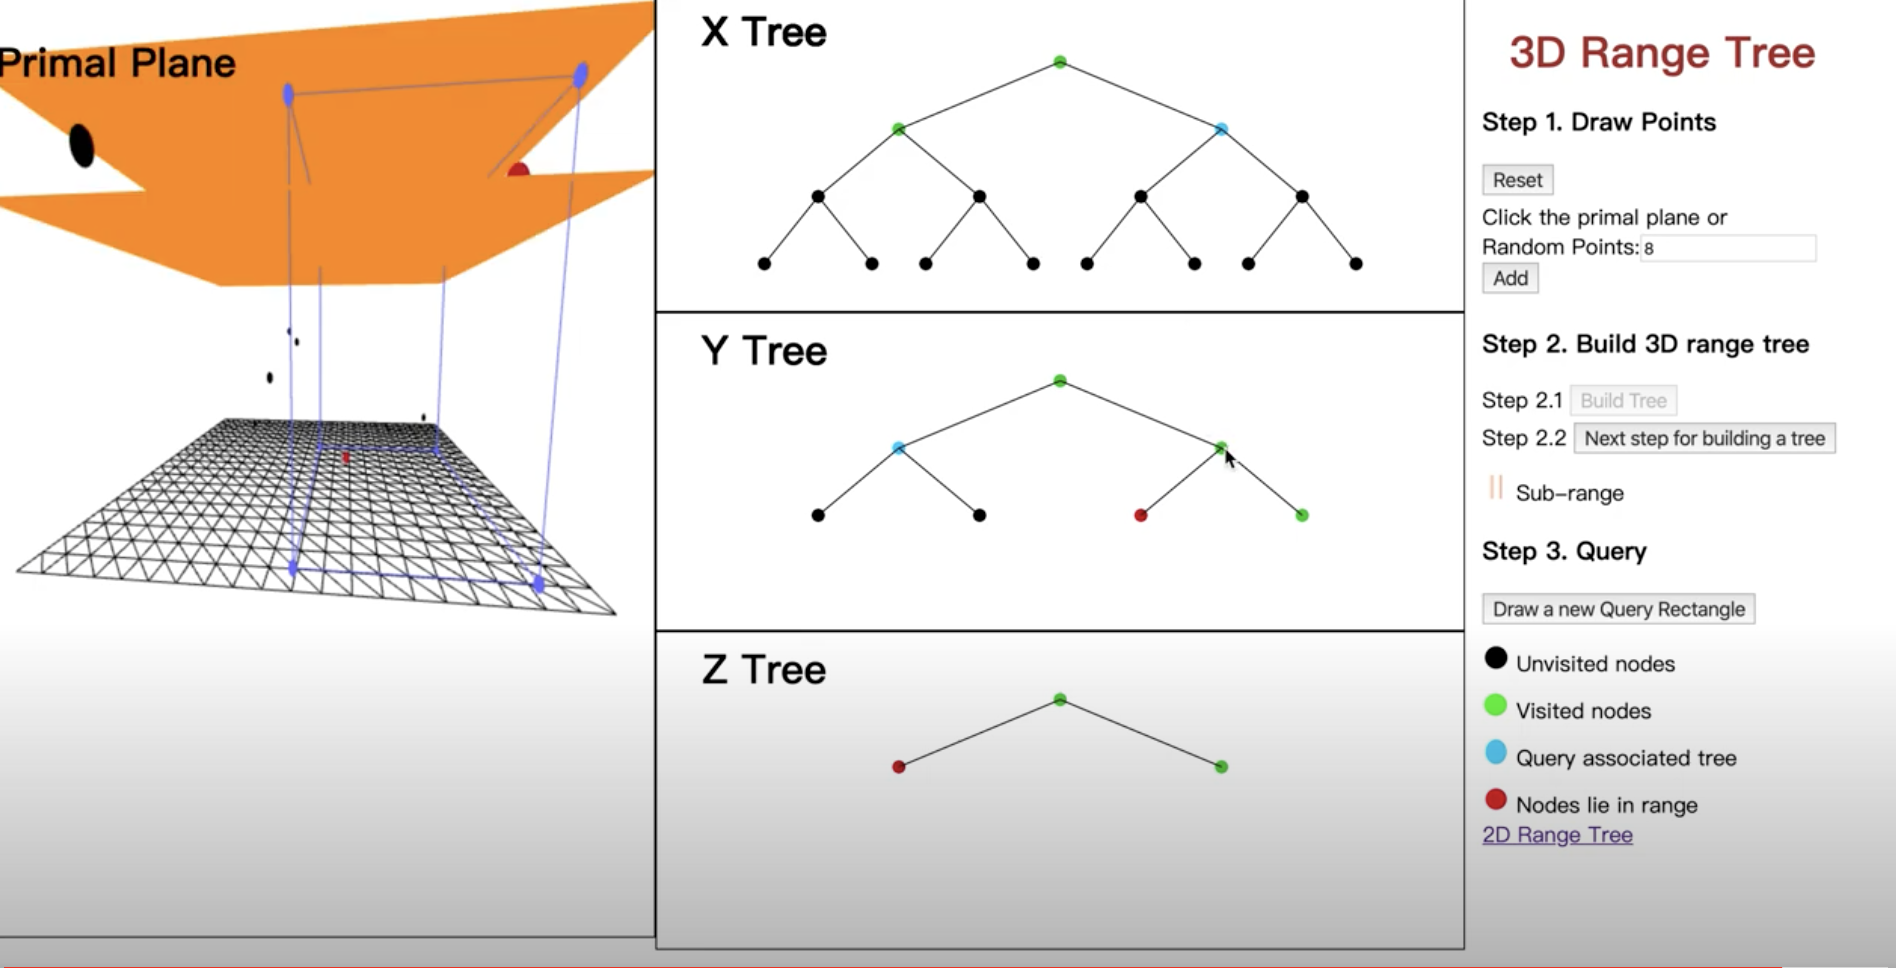 Primal Plane
X Tree
Y Tree
Z Tree
3D Range Tree
Step 1. Draw Points
Reset
Click the primal plane or
Random Points: 8
Add
Step 2. Build 3D range tree
Step 2.1 Build Tree
Step 2.2 Next step for building a tree
Sub-range
Step 3. Query
Draw a new Query Rectangle
Unvisited nodes
Visited nodes
Query associated tree
Nodes lie in range
2D Range Tree